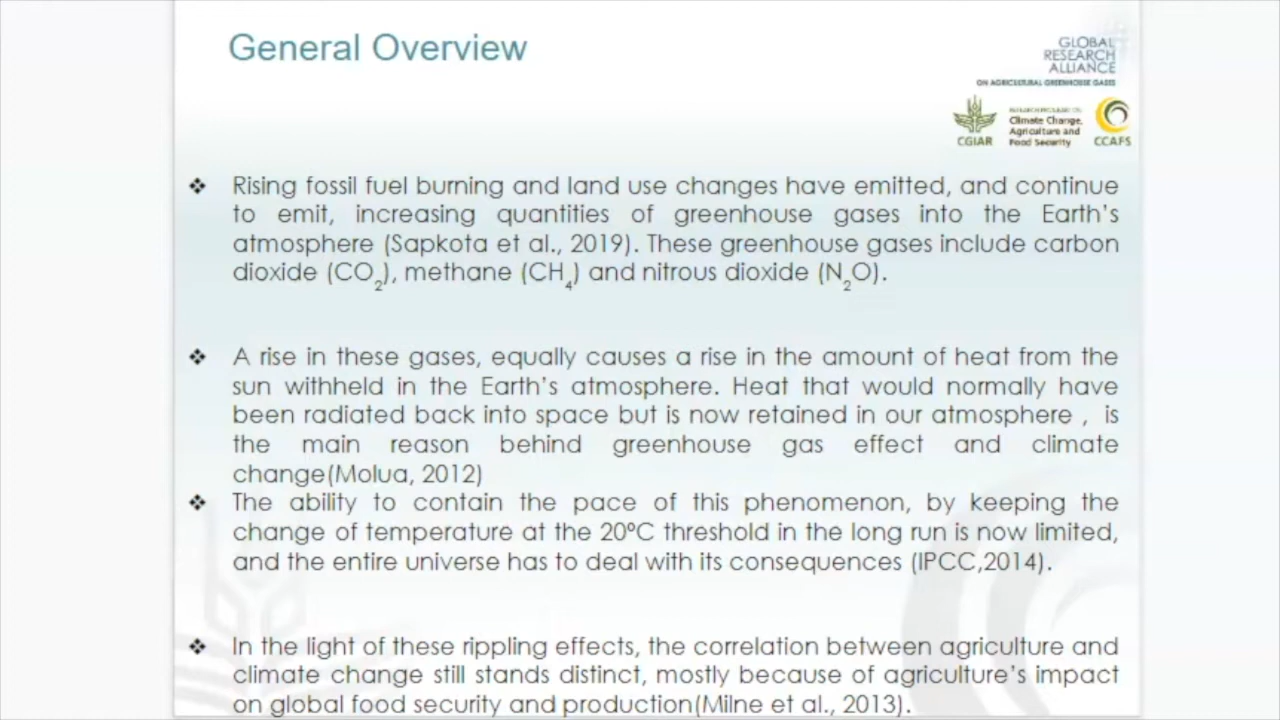 General Overview
GLOBAL
RESEARCH
ALLIANCE
ON AGRICULTURAL GREENHOUSE GASES
CGIAR
RESEARCH PROGRAM ON
Climate Change,
Agriculture and
Food Security
CCAFS
❖ Rising fossil fuel burning and land use changes have emitted, and continue
to emit, increasing quantities of greenhouse gases into the Earth's
atmosphere (Sapkota et al., 2019). These greenhouse gases include carbon
dioxide (CO₂), methane (CH₄) and nitrous dioxide (N₂O).
❖ A rise in these gases, equally causes a rise in the amount of heat from the
sun withheld in the Earth's atmosphere. Heat that would normally have
been radiated back into space but is now retained in our atmosphere , is
the main reason behind greenhouse gas effect and climate
change(Molua, 2012)
❖ The ability to contain the pace of this phenomenon, by keeping the
change of temperature at the 20°C threshold in the long run is now limited,
and the entire universe has to deal with its consequences (IPCC,2014).
❖ In the light of these rippling effects, the correlation between agriculture and
climate change still stands distinct, mostly because of agriculture's impact
on global food security and production(Milne et al., 2013).